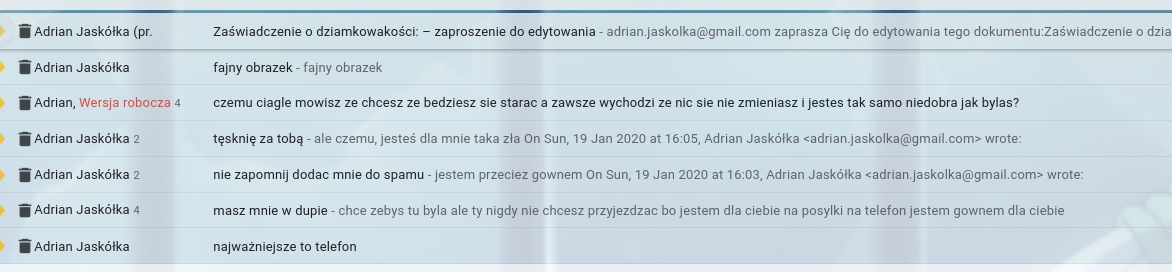 Adrian Jaskółka (pr. Zaświadczenie o dziamkowakości: – zaproszenie do edytowania - adrian.jaskolka@gmail.com zaprasza Cię do edytowania tego dokumentu:Zaświadczenie o dzia
Adrian Jaskółka fajny obrazek - fajny obrazek
Adrian, Wersja robocza 4 czemu ciagle mowisz ze chcesz ze bedziesz sie starac a zawsze wychodzi ze nic sie nie zmieniasz i jestes tak samo niedobra jak bylas?
Adrian Jaskółka 2 tęsknię za tobą - ale czemu, jesteś dla mnie taka zła On Sun, 19 Jan 2020 at 16:05, Adrian Jaskółka <adrian.jaskolka@gmail.com> wrote:
Adrian Jaskółka 2 nie zapomnij dodac mnie do spamu - jestem przeciez gownem On Sun, 19 Jan 2020 at 16:03, Adrian Jaskółka <adrian.jaskolka@gmail.com> wrote:
Adrian Jaskółka 4 masz mnie w dupie - chce zebys tu byla ale ty nigdy nie chcesz przyjezdzac bo jestem dla ciebie na posylki na telefon jestem gownem dla ciebie
Adrian Jaskółka najważniejsze to telefon